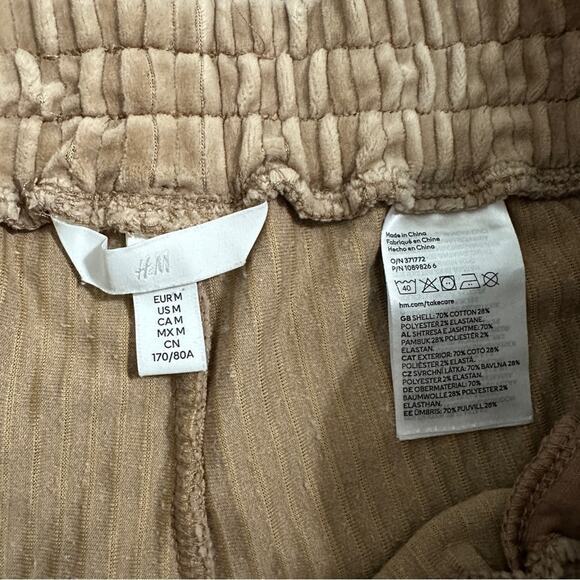 H&M
EUR M
US M
CA M
MX M
CN
170/80A
Made in China
Fabriqué en Chine
Hecho en China
O/N 371772
P/N 1089826 6
40
hm.com/takecare
GB SHELL: 70% COTTON 28%
POLYESTER 2% ELASTANE.
AL SHTRESA E JASHTME: 70%
PAMBUK 28% POLIESTËR 2%
ELASTAN.
CAT EXTERIOR: 70% COTÓ 28%
POLIÈSTER 2% ELASTÀ.
CZ SVRCHNÍ LÁTKA: 70% BAVLNA 28%
POLYESTER 2% ELASTAN.
DE OBERMATERIAL: 70%
BAUMWOLLE 28% POLYESTER 2%
ELASTHAN.
EE ÜMBRIS: 70% PUUVILL 28%